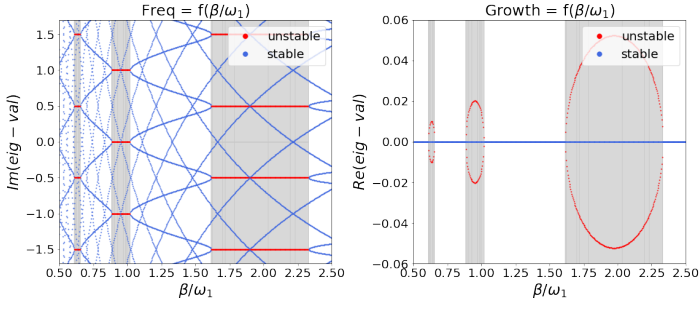 Freq = f(β/ω₁)
unstable
stable
Im(eig − val)
1.5
1.0
0.5
0.0
−0.5
−1.0
−1.5
0.50 0.75 1.00 1.25 1.50 1.75 2.00 2.25 2.50
β/ω₁
Growth = f(β/ω₁)
unstable
stable
Re(eig − val)
0.06
0.04
0.02
0.00
−0.02
−0.04
−0.06
0.50 0.75 1.00 1.25 1.50 1.75 2.00 2.25 2.50
β/ω₁